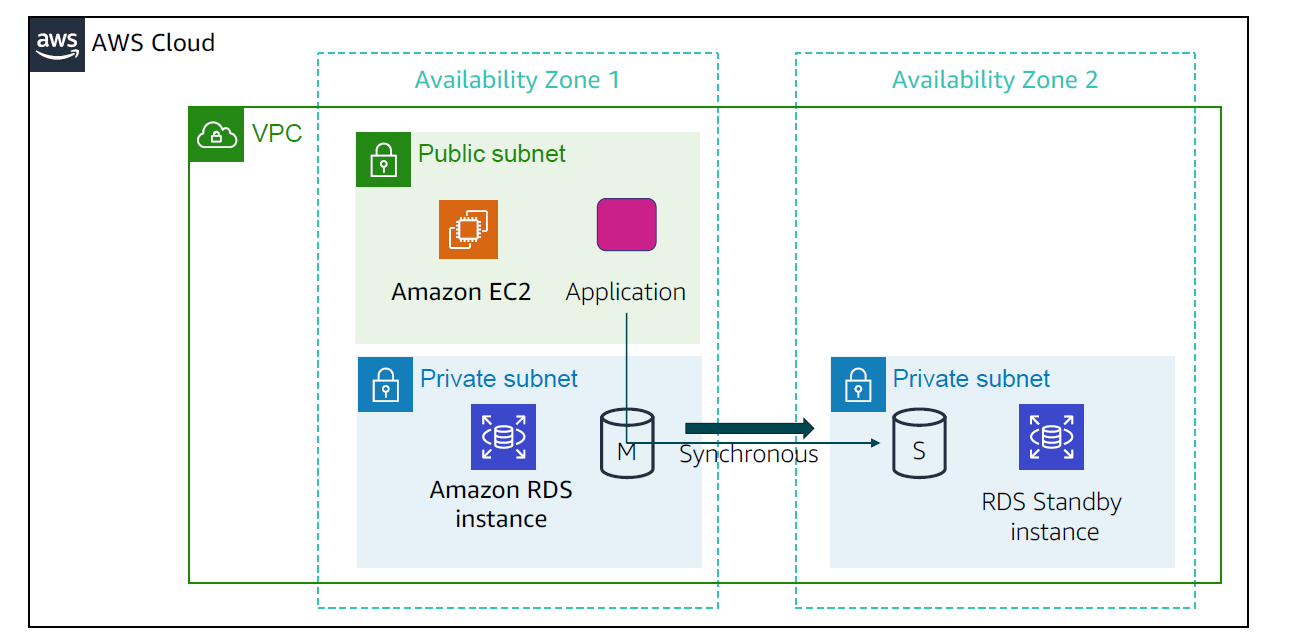 aws
AWS Cloud
Availability Zone 1
Availability Zone 2
VPC
Public subnet
Amazon EC2
Application
Private subnet
M
Amazon RDS
instance
Synchronous
Private subnet
S
RDS Standby
instance